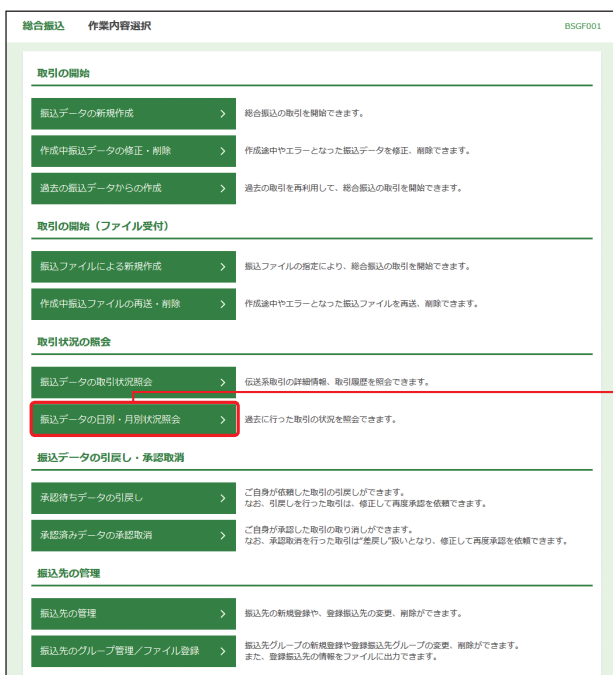 総合振込 作業内容選択 BSGF001
取引の開始
振込データの新規作成 総合振込の取引を開始できます。
作成中振込データの修正・削除 作成途中やエラーとなった振込データを修正、削除できます。
過去の振込データからの作成 過去の取引を再利用して、総合振込の取引を開始できます。
取引の開始（ファイル受付）
振込ファイルによる新規作成 振込ファイルの指定により、総合振込の取引を開始できます。
作成中振込ファイルの再送・削除 作成途中やエラーとなった振込ファイルを再送、削除できます。
取引状況の照会
振込データの取引状況照会 伝送系取引の詳細情報、取引履歴を照会できます。
振込データの日別・月別状況照会 過去に行った取引の状況を照会できます。
振込データの引戻し・承認取消
承認待ちデータの引戻し ご自身が依頼した取引の引戻しができます。
なお、引戻しを行った取引は、修正して再度承認を依頼できます。
承認済みデータの承認取消 ご自身が承認した取引の取り消しができます。
なお、承認取消を行った取引は“差戻し”扱いとなり、修正して再度承認を依頼できます。
振込先の管理
振込先の管理 振込先の新規登録や、登録振込先の変更、削除ができます。
振込先のグループ管理／ファイル登録 振込先グループの新規登録や登録振込先グループの変更、削除ができます。
また、登録振込先の情報をファイルに出力できます。